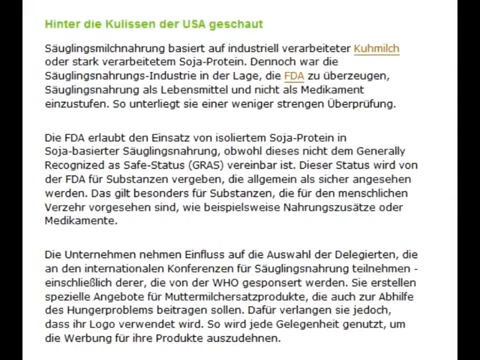 Hinter die Kulissen der USA geschaut
Säuglingsmilchnahrung basiert auf industriell verarbeiteter Kuhmilch
oder stark verarbeitetem Soja-Protein. Dennoch war die
Säuglingsnahrungs-Industrie in der Lage, die FDA zu überzeugen,
Säuglingsnahrung als Lebensmittel und nicht als Medikament
einzustufen. So unterliegt sie einer weniger strengen Überprüfung.
Die FDA erlaubt den Einsatz von isoliertem Soja-Protein in
Soja-basierter Säuglingsnahrung, obwohl dieses nicht dem Generally
Recognized as Safe-Status (GRAS) vereinbar ist. Dieser Status wird von
der FDA für Substanzen vergeben, die allgemein als sicher angesehen
werden. Das gilt besonders für Substanzen, die für den menschlichen
Verzehr vorgesehen sind, wie beispielsweise Nahrungszusätze oder
Medikamente.
Die Unternehmen nehmen Einfluss auf die Auswahl der Delegierten, die
an den internationalen Konferenzen für Säuglingsnahrung teilnehmen -
einschließlich derer, die von der WHO gesponsert werden. Sie erstellen
spezielle Angebote für Muttermilchersatzprodukte, die auch zur Abhilfe
des Hungerproblems beitragen sollen. Dafür verlangen sie jedoch,
dass ihr Logo verwendet wird. So wird jede Gelegenheit genutzt, um
die Werbung für ihre Produkte auszudehnen.